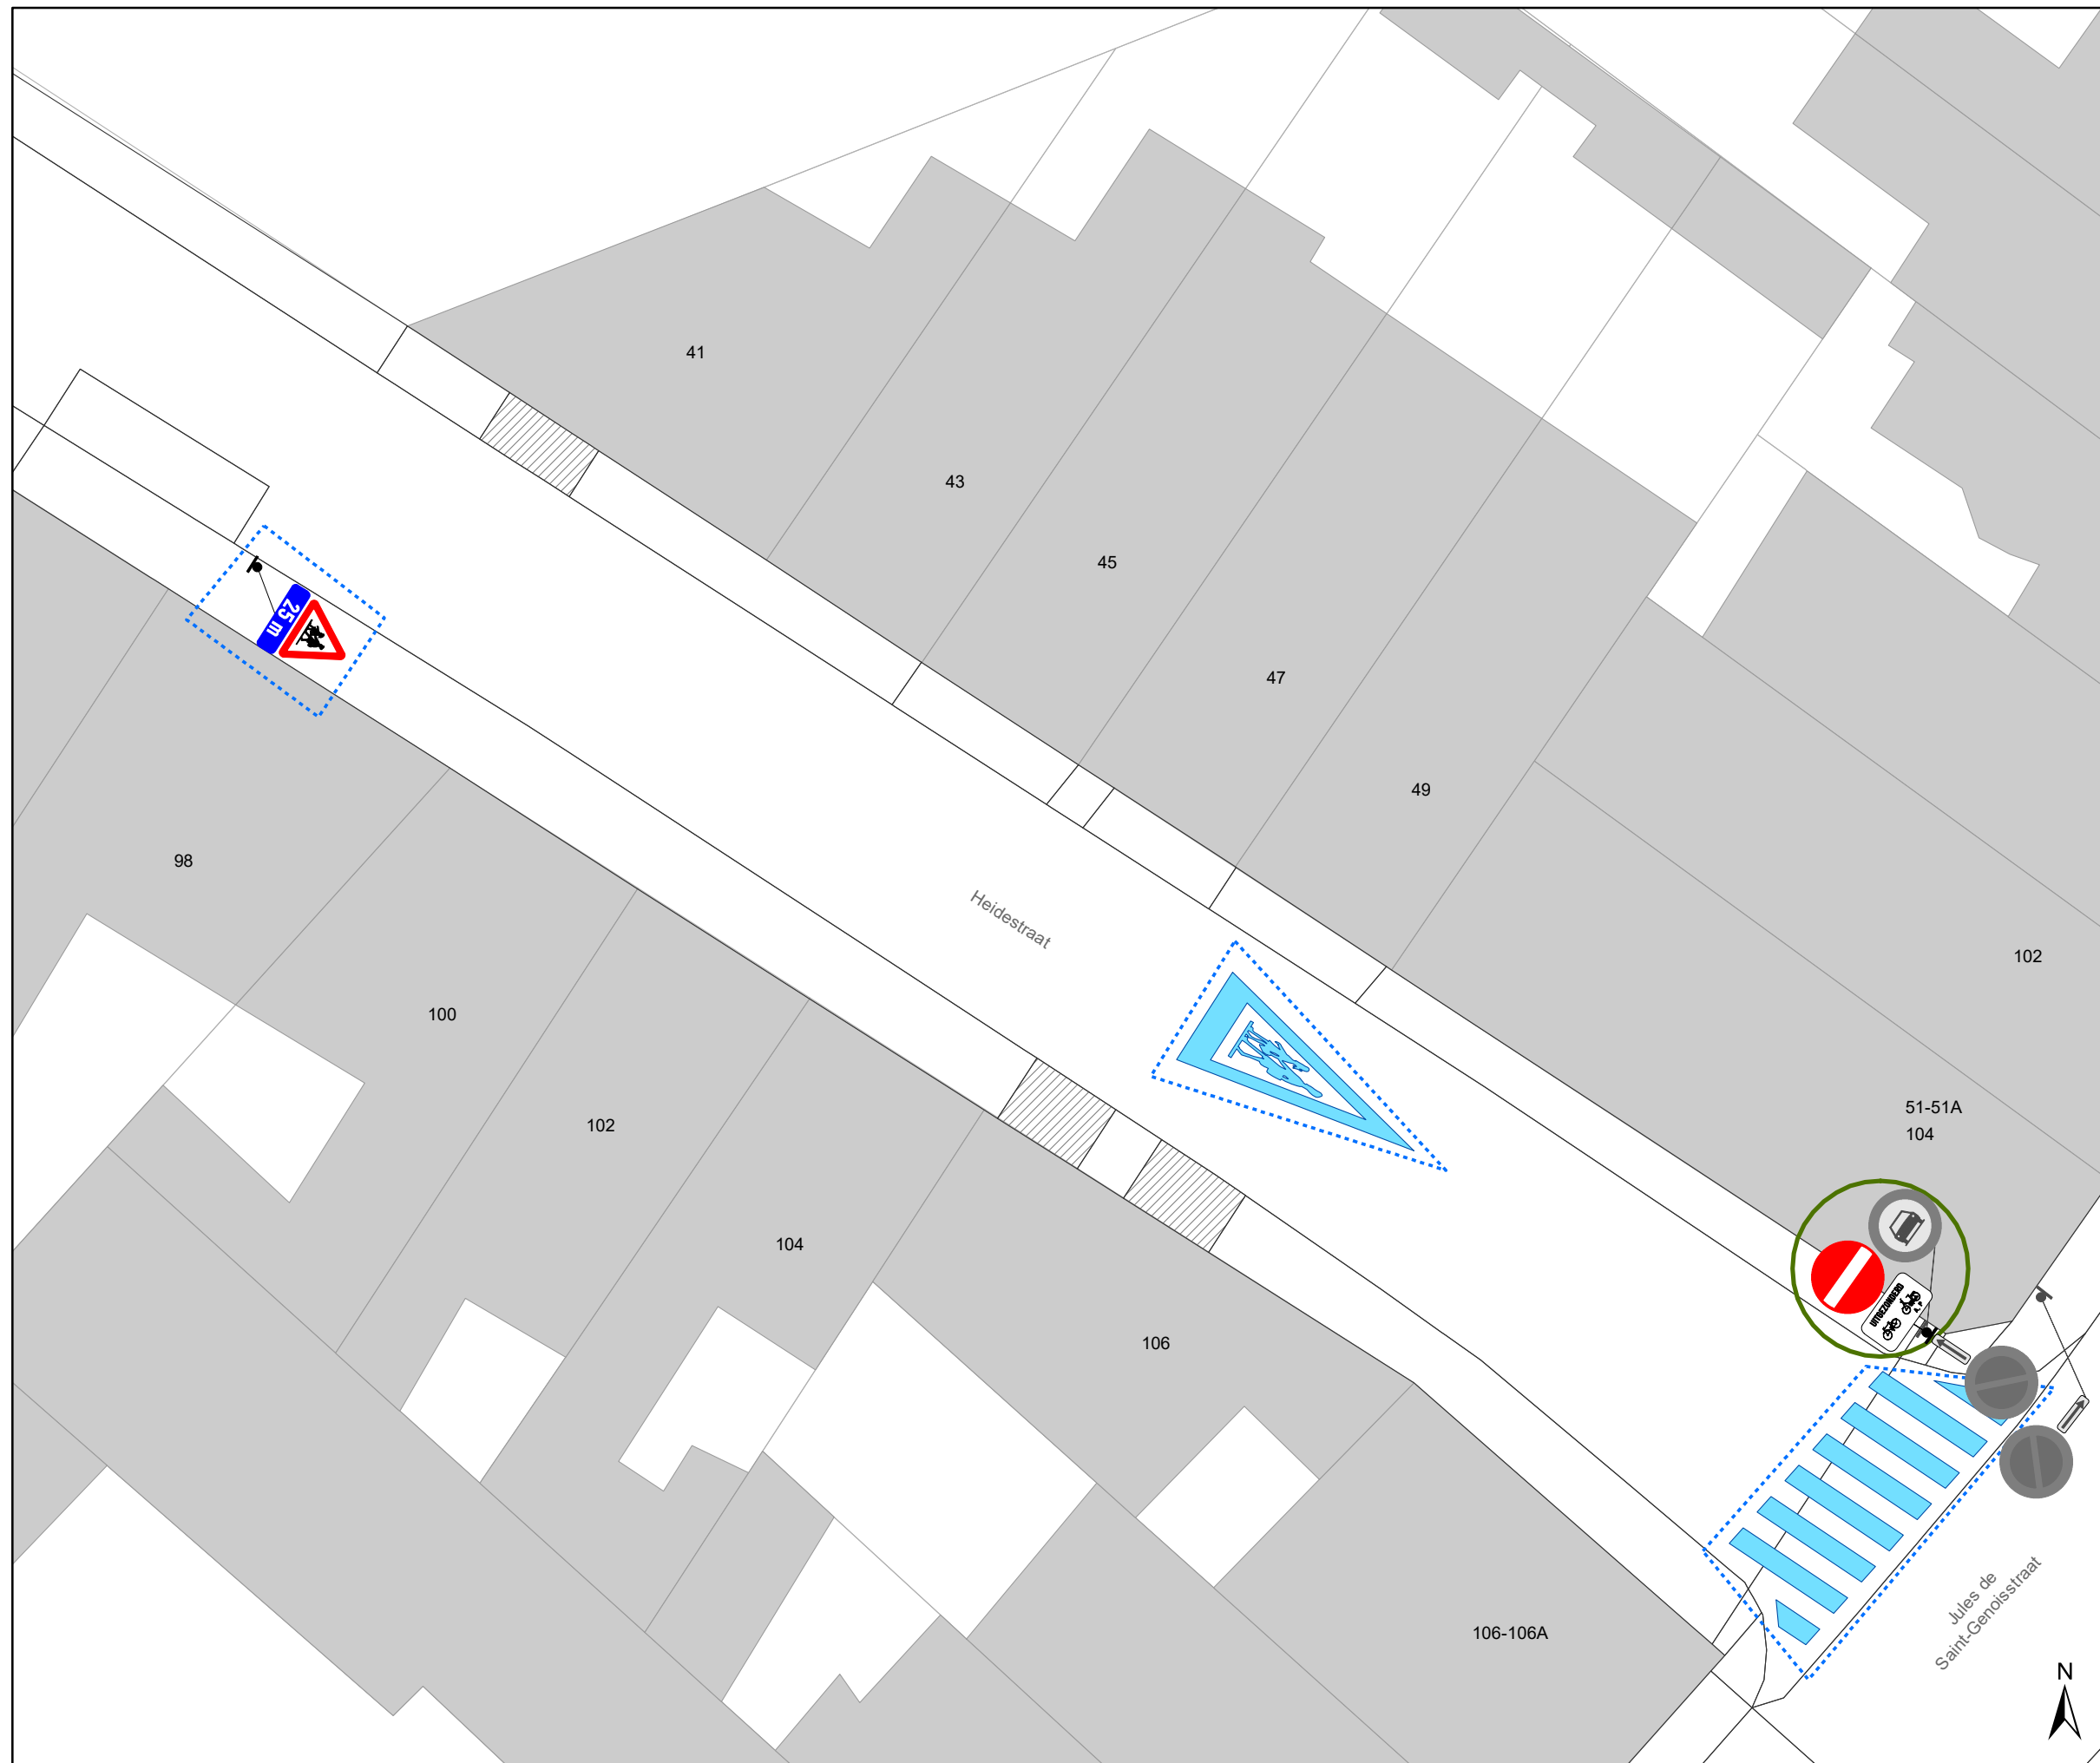 41
43
45
25 m
47
49
98
Heidestraat
102
100
51-51A
104
102
104
UITGEZONDERD
A P
106
Jules de
Saint-Genoisstraat
106-106A
N